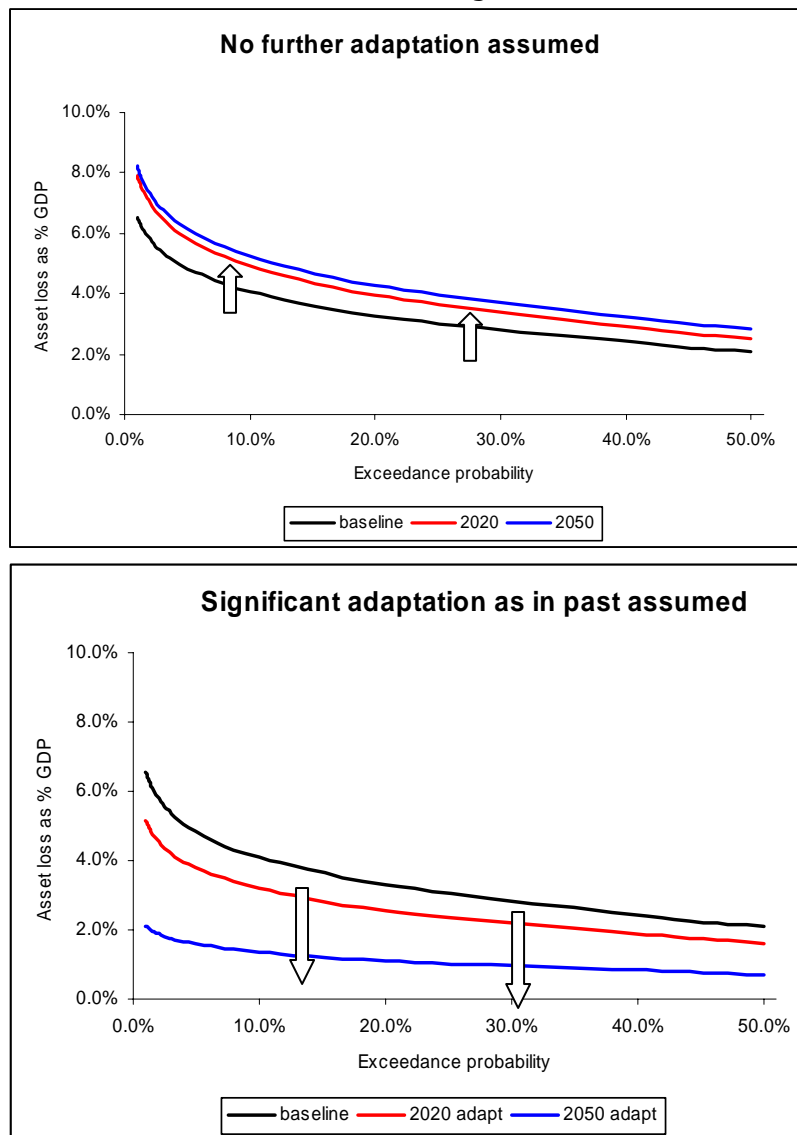 No further adaptation assumed
10.0%
8.0%
6.0%
4.0%
2.0%
0.0%
Asset loss as % GDP
0.0% 10.0% 20.0% 30.0% 40.0% 50.0%
Exceedance probability
baseline 2020 2050
Significant adaptation as in past assumed
10.0%
8.0%
6.0%
4.0%
2.0%
0.0%
Asset loss as % GDP
0.0% 10.0% 20.0% 30.0% 40.0% 50.0%
Exceedance probability
baseline 2020 adapt 2050 adapt